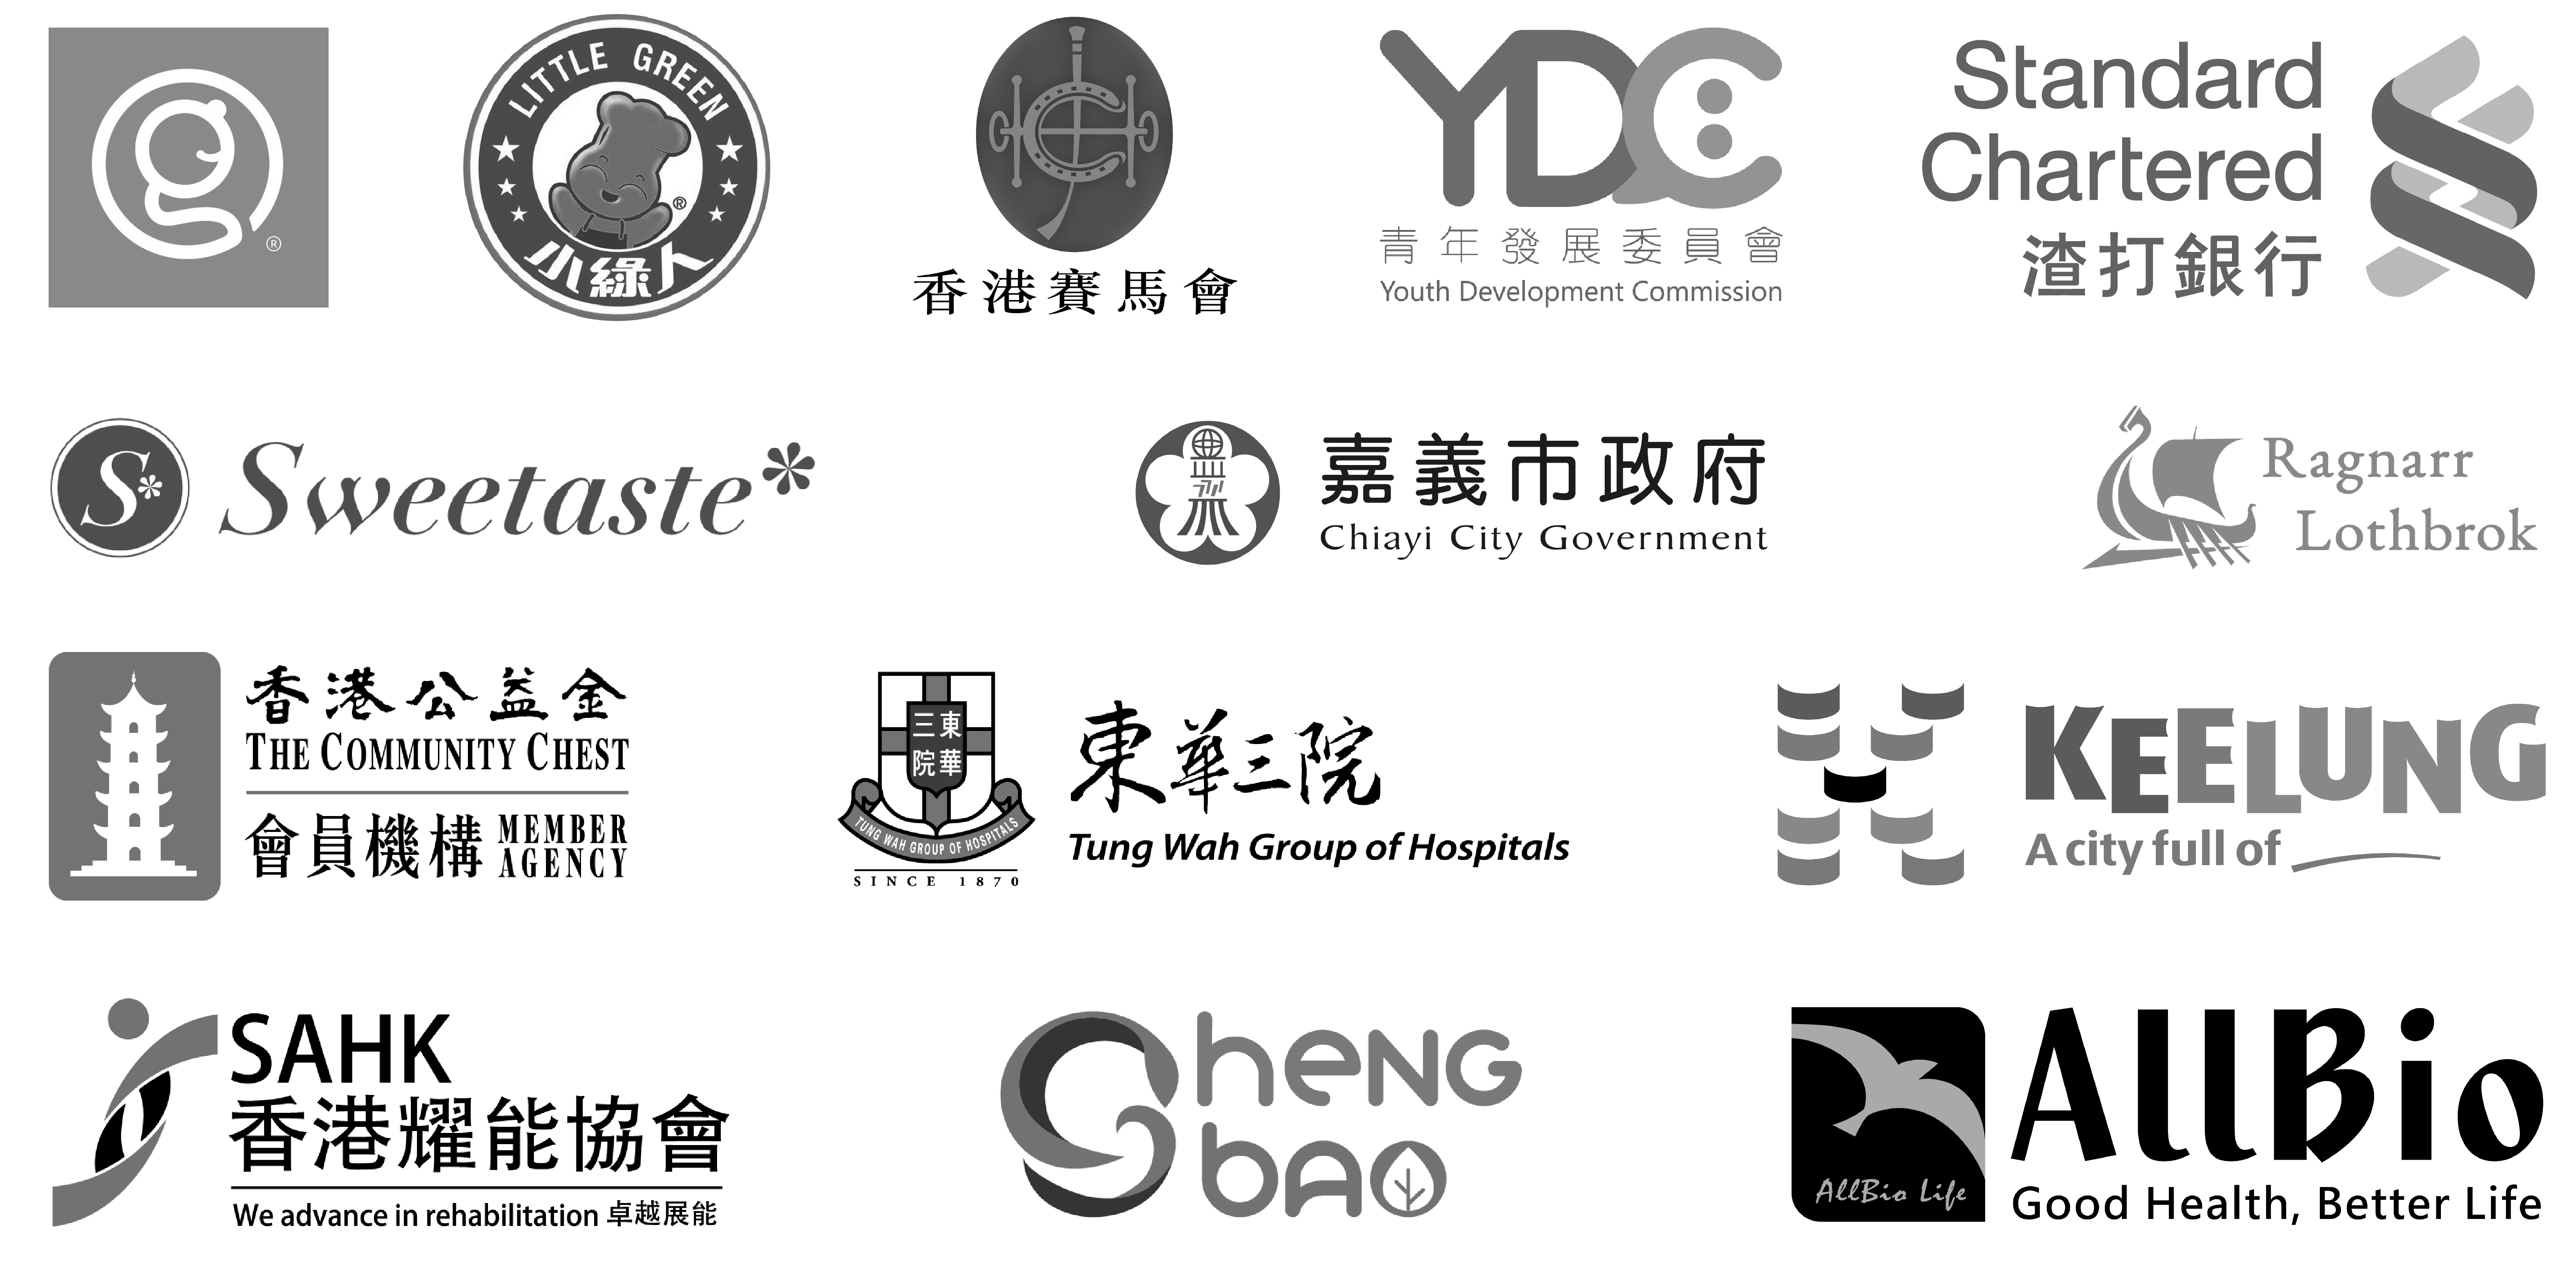 g
®
LITTLE GREEN
®
小綠人
香港賽馬會
YDC
青年發展委員會
Youth Development Commission
Standard
Chartered
渣打銀行
S*
Sweetaste*
嘉義市政府
Chiayi City Government
Ragnarr
Lothbrok
香港公益金
THE COMMUNITY CHEST
會員機構 MEMBER AGENCY
三東
院華
TUNG WAH GROUP OF HOSPITALS
SINCE 1870
東華三院
Tung Wah Group of Hospitals
KEELUNG
A city full of
SAHK
香港耀能協會
We advance in rehabilitation 卓越展能
SHENG
BAO
AllBio Life
AllBio
Good Health, Better Life